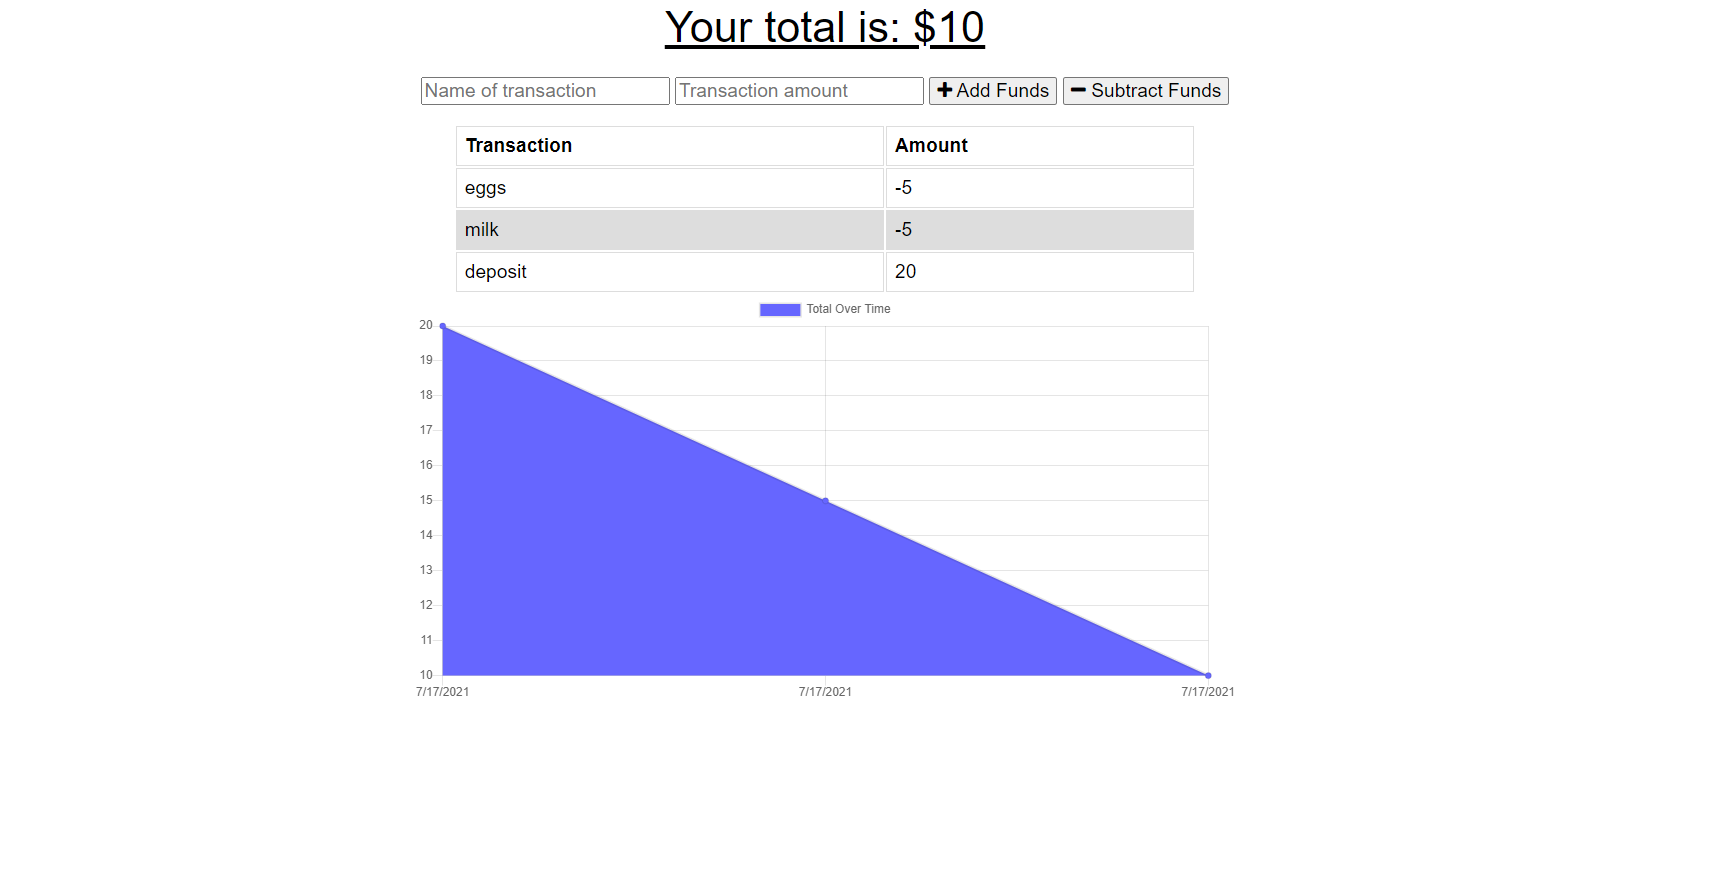 Your total is: $10
Name of transaction Transaction amount Add Funds Subtract Funds
Transaction Amount
eggs -5
milk -5
deposit 20
Total Over Time
20
19
18
17
16
15
14
13
12
11
10
7/17/2021 7/17/2021 7/17/2021